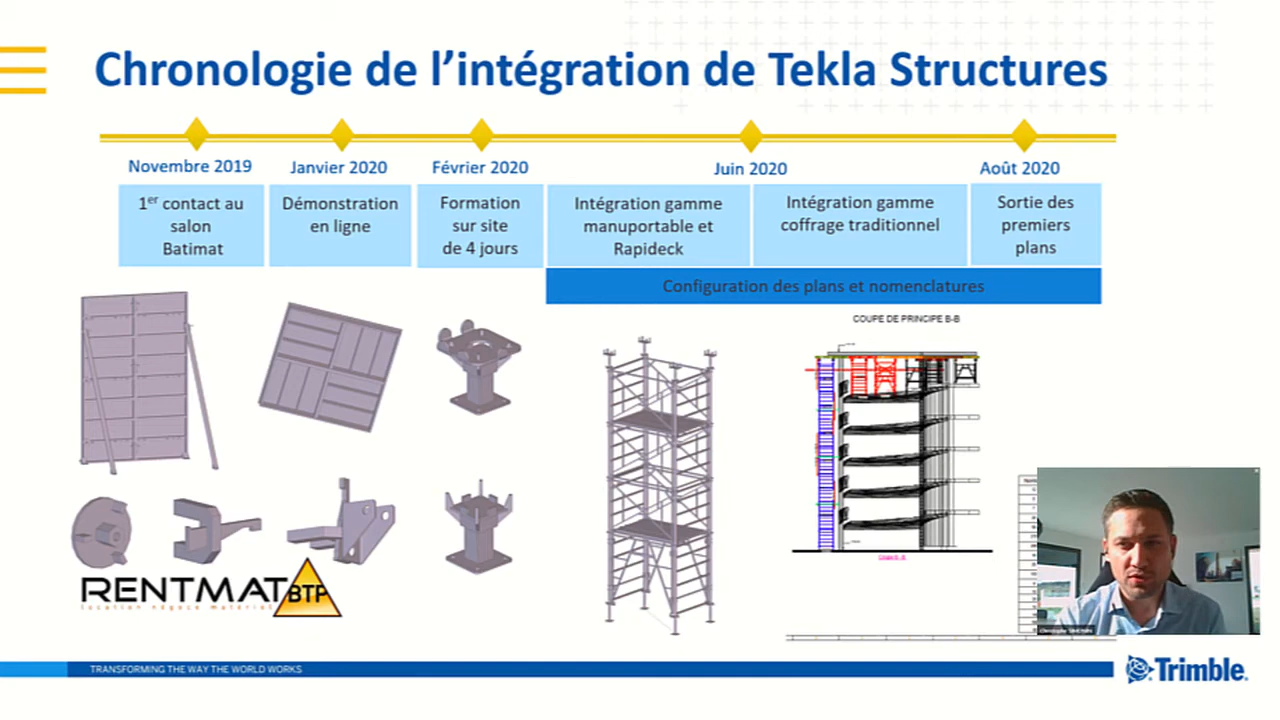 Chronologie de l'intégration de Tekla Structures
Novembre 2019
Janvier 2020
Février 2020
Juin 2020
Août 2020
1er contact au
salon
Batimat
Démonstration
en ligne
Formation
sur site
de 4 jours
Intégration gamme
manuportable et
Rapideck
Intégration gamme
coffrage traditionnel
Sortie des
premiers
plans
Configuration des plans et nomenclatures
COUPE DE PRINCIPE B-B
RENTMAT BTP
location négoce matériel
TRANSFORMING THE WAY THE WORLD WORKS
Trimble